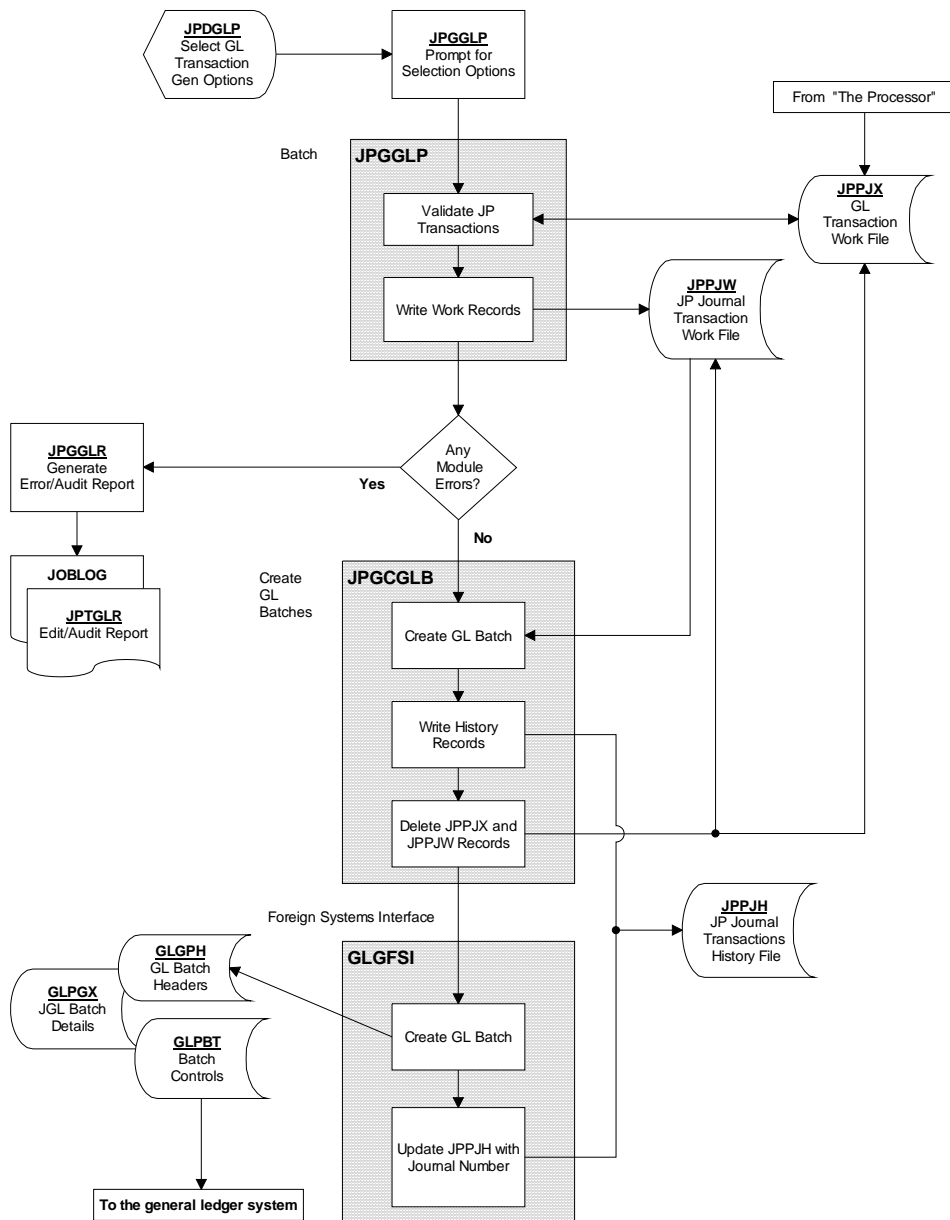 JPDGLP
Select GL
Transaction
Gen Options
JPGGLP
Prompt for
Selection Options
From "The Processor"
Batch
JPGGLP
Validate JP
Transactions
JPPJX
GL
Transaction
Work File
Write Work Records
JPPJW
JP Journal
Transaction
Work File
Any
Module
Errors?
Yes
No
JPGGLR
Generate
Error/Audit Report
JOBLOG
JPTGLR
Edit/Audit Report
Create
GL
Batches
JPGCGLB
Create GL Batch
Write History
Records
Delete JPPJX and
JPPJW Records
Foreign Systems Interface
JPPJH
JP Journal
Transactions
History File
GLGFSI
GLGPH
GL Batch
Headers
GLPGX
JGL Batch
Details
GLPBT
Batch
Controls
Create GL Batch
Update JPPJH with
Journal Number
To the general ledger system